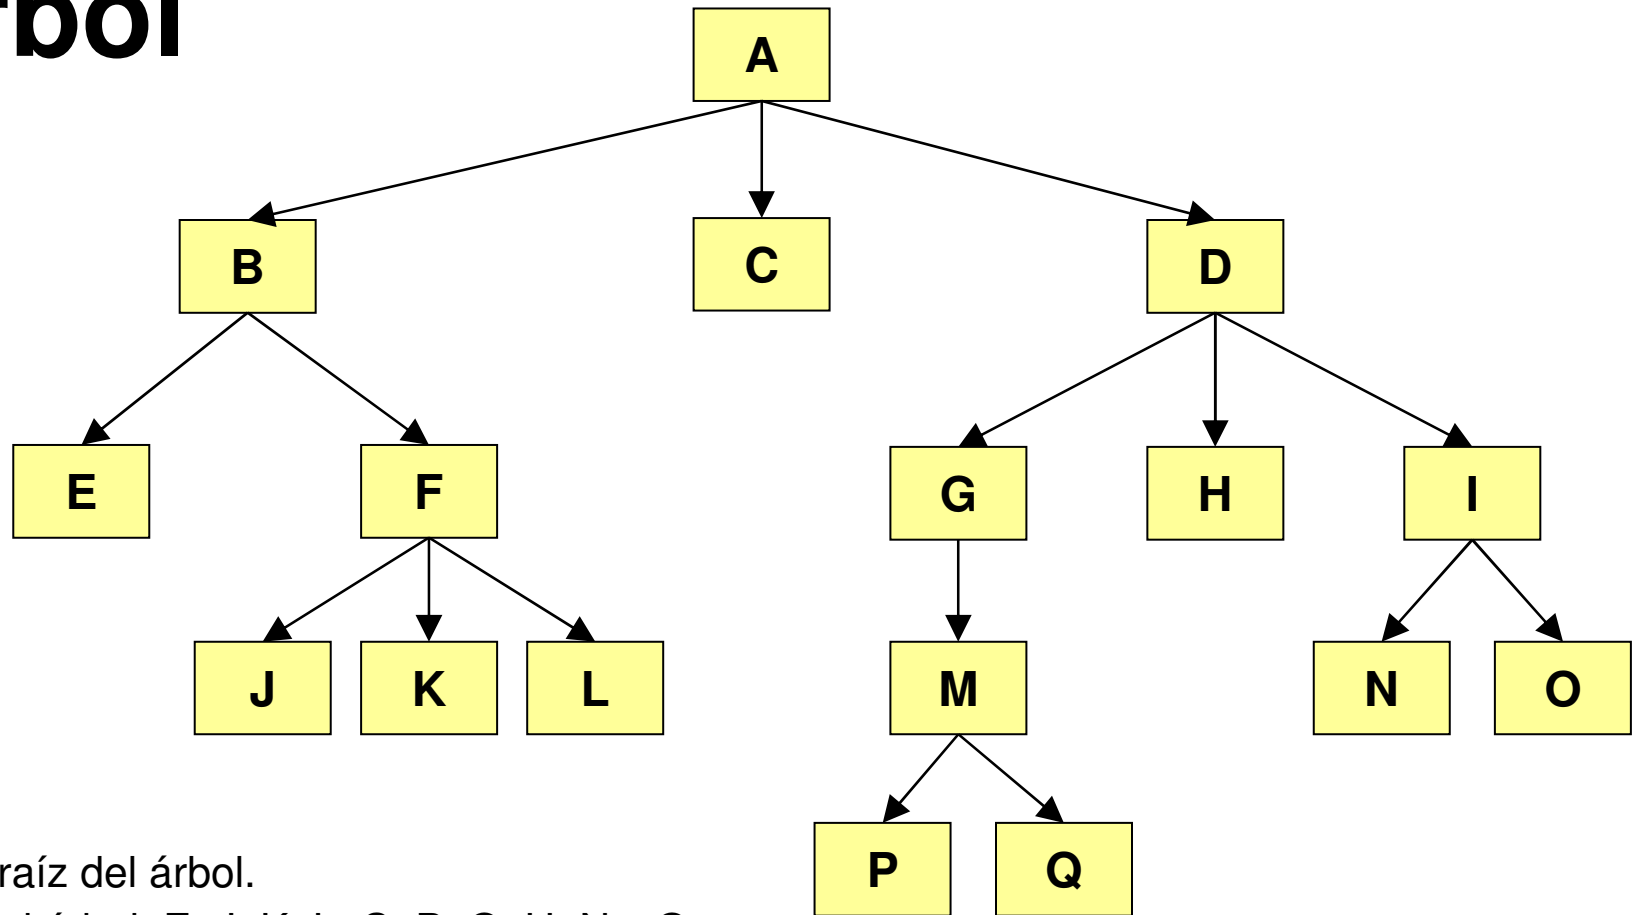 rbol
A
B C D
E F G H I
J K L M N O
P Q
raíz del árbol.